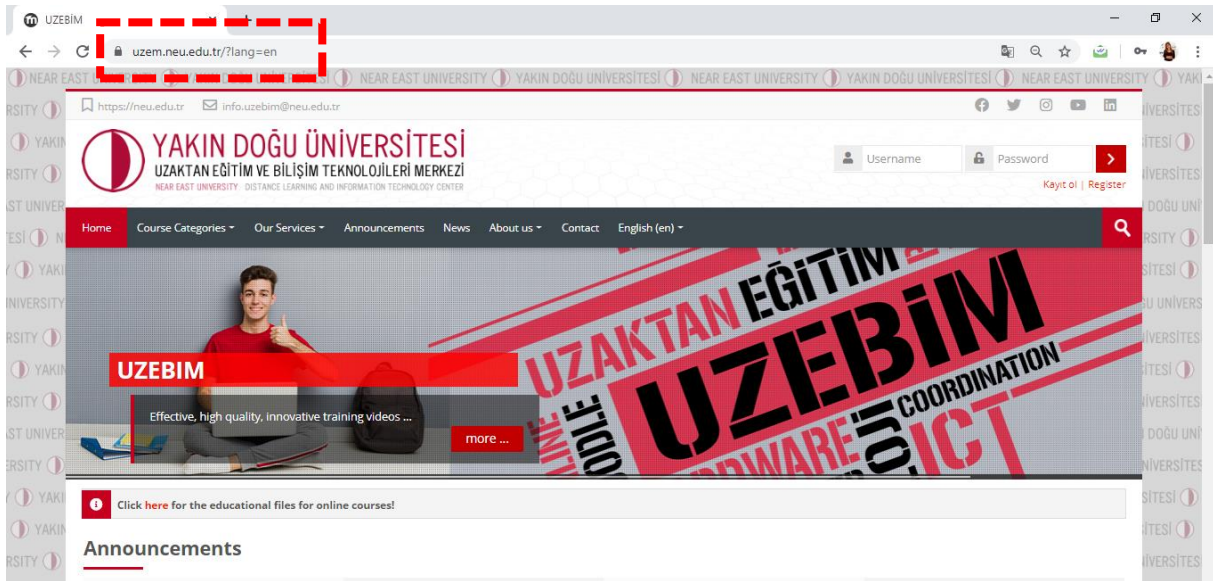 UZEBİM
uzem.neu.edu.tr/?lang=en
NEAR EAST UNIVERSITY YAKIN DOĞU UNİVERSİTESİ NEAR EAST UNIVERSITY YAKIN DOĞU UNİVERSİTESİ NEAR EAST UNIVERSITY
https://neu.edu.tr info.uzebim@neu.edu.tr
YAKIN DOĞU ÜNİVERSİTESİ
UZAKTAN EĞİTİM VE BİLİŞİM TEKNOLOJİLERİ MERKEZİ
NEAR EAST UNIVERSITY DISTANCE LEARNING AND INFORMATION TECHNOLOGY CENTER
Username Password
Kayıt ol | Register
Home Course Categories Our Services Announcements News About us Contact English (en)
UZAKTAN EĞİTİM
UZEBİM
COORDINATION
ICT
UZEBIM
Effective, high quality, innovative training videos ...
more ...
Click here for the educational files for online courses!
Announcements